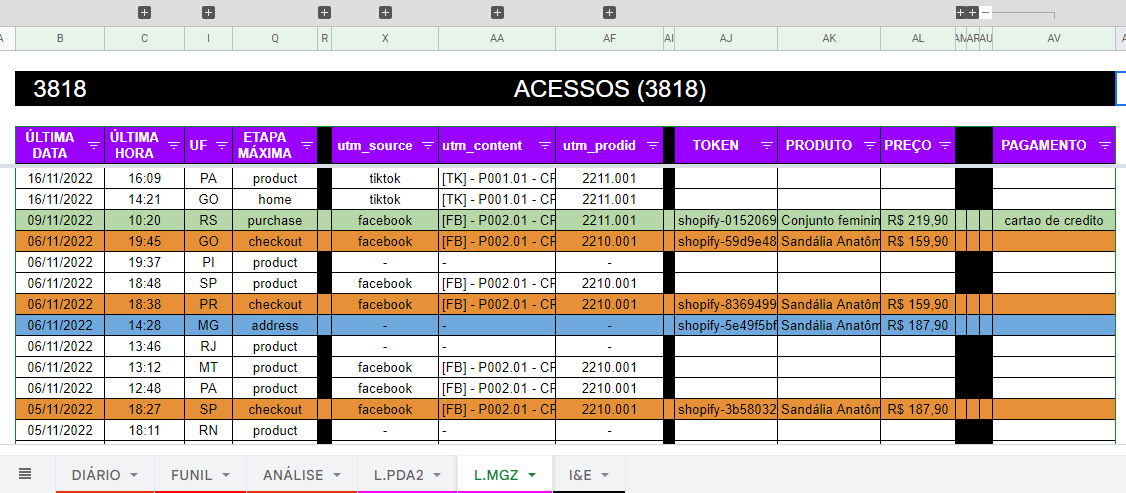 A B C I Q R X AA AF AI AJ AK AL AM AR AU AV A
3818 ACESSOS (3818)
ÚLTIMA DATA ÚLTIMA HORA UF ETAPA MÁXIMA utm_source utm_content utm_prodid TOKEN PRODUTO PREÇO PAGAMENTO
16/11/2022 16:09 PA product tiktok [TK] - P001.01 - CF 2211.001
16/11/2022 14:21 GO home tiktok [TK] - P001.01 - CF 2211.001
09/11/2022 10:20 RS purchase facebook [FB] - P002.01 - CF 2211.001 shopify-0152069 Conjunto feminin R$ 219,90 cartao de credito
06/11/2022 19:45 GO checkout facebook [FB] - P002.01 - CF 2210.001 shopify-59d9e48 Sandália Anatôm R$ 159,90
06/11/2022 19:37 PI product - - -
06/11/2022 18:48 SP product facebook [FB] - P002.01 - CF 2210.001
06/11/2022 18:38 PR checkout facebook [FB] - P002.01 - CF 2210.001 shopify-8369499 Sandália Anatôm R$ 159,90
06/11/2022 14:28 MG address - - - shopify-5e49f5bf Sandália Anatôm R$ 187,90
06/11/2022 13:46 RJ product - - -
06/11/2022 13:12 MT product facebook [FB] - P002.01 - CF 2210.001
06/11/2022 12:48 PA product facebook [FB] - P002.01 - CF 2210.001
05/11/2022 18:27 SP checkout facebook [FB] - P002.01 - CF 2210.001 shopify-3b58032 Sandália Anatôm R$ 187,90
05/11/2022 18:11 RN product - - -
DIÁRIO FUNIL ANÁLISE L.PDA2 L.MGZ I&E